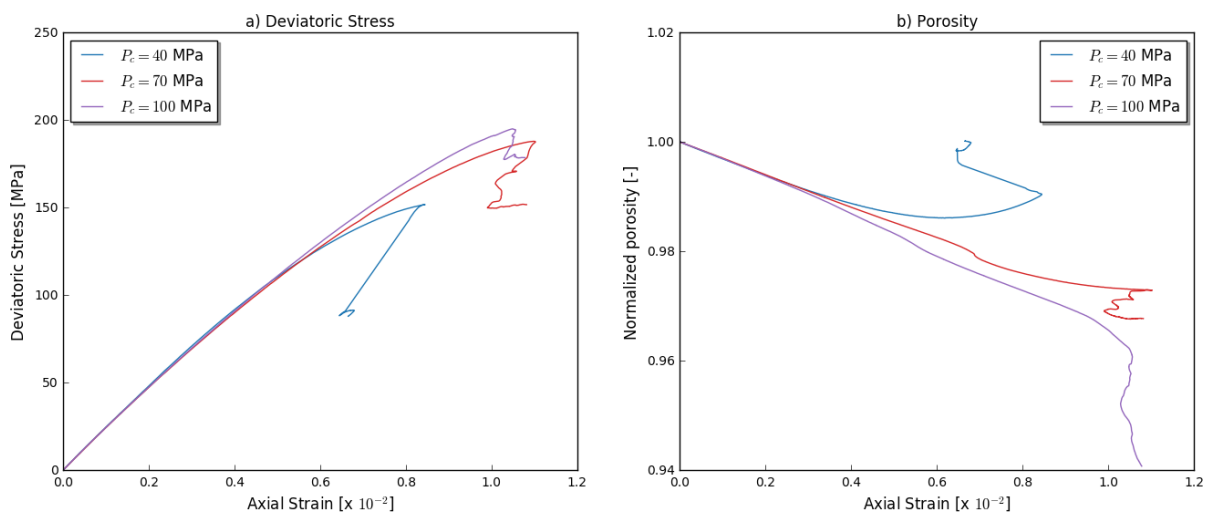 a) Deviatoric Stress
250
200
150
100
50
0
0.0 0.2 0.4 0.6 0.8 1.0 1.2
Deviatoric Stress [MPa]
Axial Strain [x 10⁻²]
P_c = 40 MPa
P_c = 70 MPa
P_c = 100 MPa
b) Porosity
1.02
1.00
0.98
0.96
0.94
0.0 0.2 0.4 0.6 0.8 1.0 1.2
Normalized porosity [-]
Axial Strain [x 10⁻²]
P_c = 40 MPa
P_c = 70 MPa
P_c = 100 MPa